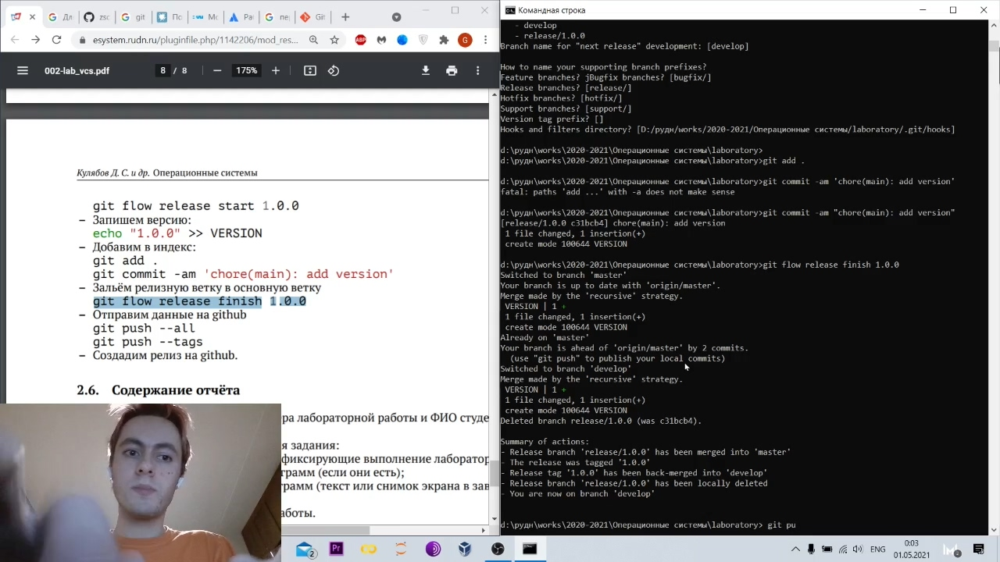 Pa
Git
G
esystem.rudn.ru/pluginfile.php/1142206/mod_res...
ABP
G
002-lab_vcs.pdf
8 / 8
175%
Кулябов Д. С. и др. Операционные системы
git flow release start 1.0.0
– Запишем версию:
echo "1.0.0" >> VERSION
– Добавим в индекс:
git add .
git commit -am 'chore(main): add version'
– Зальём релизную ветку в основную ветку
git flow release finish 1.0.0
– Отправим данные на github
git push --all
git push --tags
– Создадим релиз на github.
2.6. Содержание отчёта
ра лабораторной работы и ФИО студе
я задания:
фиксирующие выполнение лаборатор
грамм (если они есть);
грамм (текст или снимок экрана в зав
аботы.
Командная строка
- develop
- release/1.0.0
Branch name for "next release" development: [develop]
How to name your supporting branch prefixes?
Feature branches? jBugfix branches? [bugfix/]
Release branches? [release/]
Hotfix branches? [hotfix/]
Support branches? [support/]
Version tag prefix? []
Hooks and filters directory? [D:/рудн/works/2020-2021/Операционные системы/laboratory/.git/hooks]
d:\рудн\works\2020-2021\Операционные системы\laboratory>
d:\рудн\works\2020-2021\Операционные системы\laboratory>git add .
d:\рудн\works\2020-2021\Операционные системы\laboratory>git commit -am 'chore(main): add version'
fatal: paths 'add ...' with -a does not make sense
d:\рудн\works\2020-2021\Операционные системы\laboratory>git commit -am "chore(main): add version"
[release/1.0.0 c31bcb4] chore(main): add version
1 file changed, 1 insertion(+)
create mode 100644 VERSION
d:\рудн\works\2020-2021\Операционные системы\laboratory>git flow release finish 1.0.0
Switched to branch 'master'
Your branch is up to date with 'origin/master'.
Merge made by the 'recursive' strategy.
VERSION | 1 +
1 file changed, 1 insertion(+)
create mode 100644 VERSION
Already on 'master'
Your branch is ahead of 'origin/master' by 2 commits.
(use "git push" to publish your local commits)
Switched to branch 'develop'
Merge made by the 'recursive' strategy.
VERSION | 1 +
1 file changed, 1 insertion(+)
create mode 100644 VERSION
Deleted branch release/1.0.0 (was c31bcb4).
Summary of actions:
- Release branch 'release/1.0.0' has been merged into 'master'
- The release was tagged '1.0.0'
- Release tag '1.0.0' has been back-merged into 'develop'
- Release branch 'release/1.0.0' has been locally deleted
- You are now on branch 'develop'
d:\рудн\works\2020-2021\Операционные системы\laboratory> git pu
2
Pr
ENG
0:03
01.05.2021